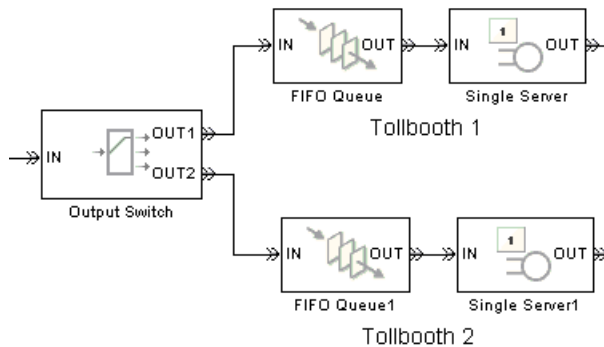 IN
OUT
FIFO Queue
IN
1
OUT
Single Server
Tollbooth 1
IN
OUT1
OUT2
Output Switch
IN
OUT
FIFO Queue1
IN
1
OUT
Single Server1
Tollbooth 2